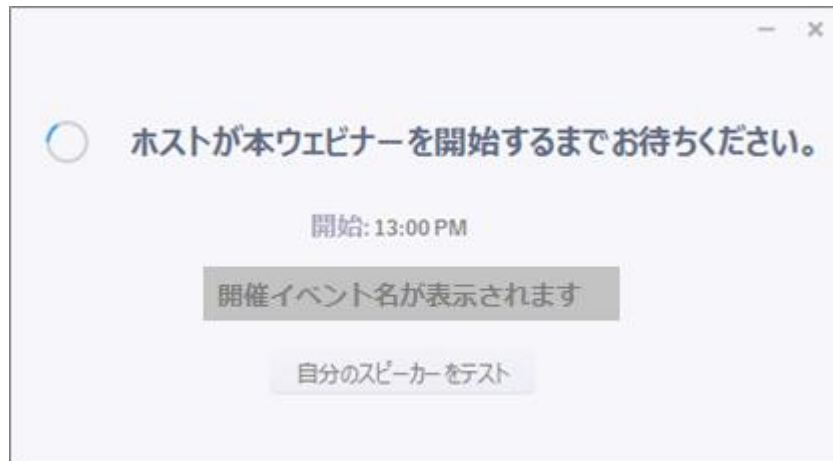 ホストが本ウェビナーを開始するまでお待ちください。
開始: 13:00 PM
開催イベント名が表示されます
自分のスピーカーをテスト